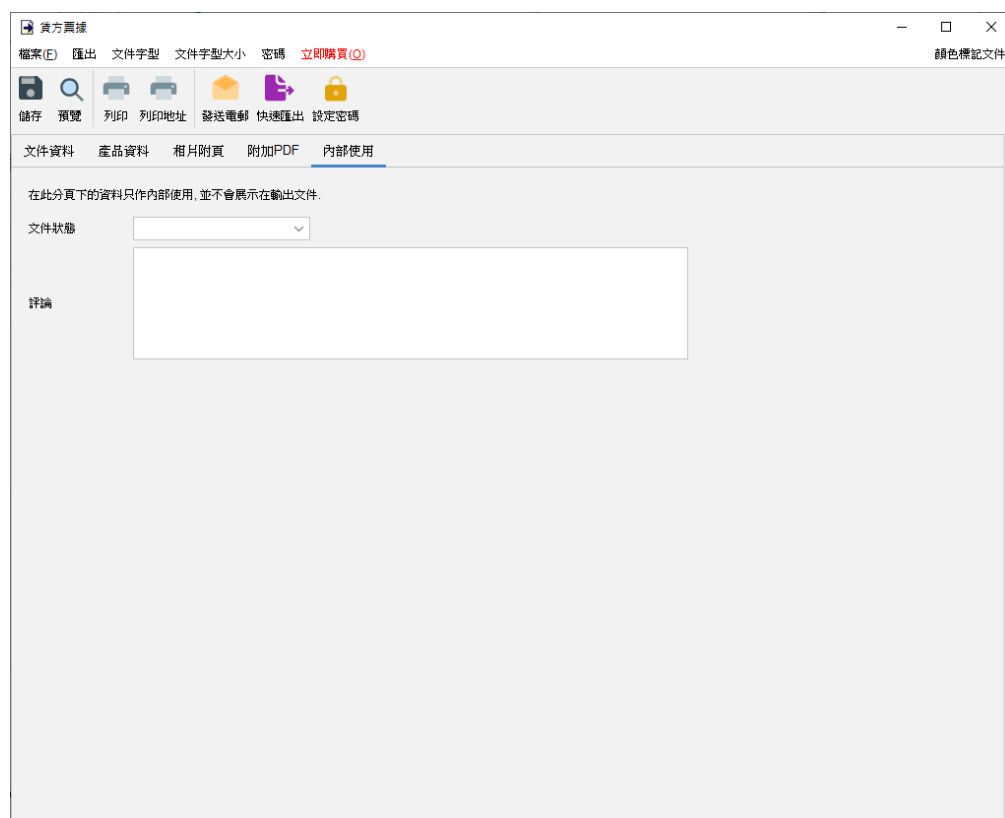 貨方票據
檔案(F) 匯出 文件字型 文件字型大小 密碼 立即購買(O) 顏色標記文件
儲存 預覽 列印 列印地址 發送電郵 快速匯出 設定密碼
文件資料 產品資料 相片附頁 附加PDF 內部使用
在此分頁下的資料只作內部使用, 並不會展示在輸出文件.
文件狀態
評論